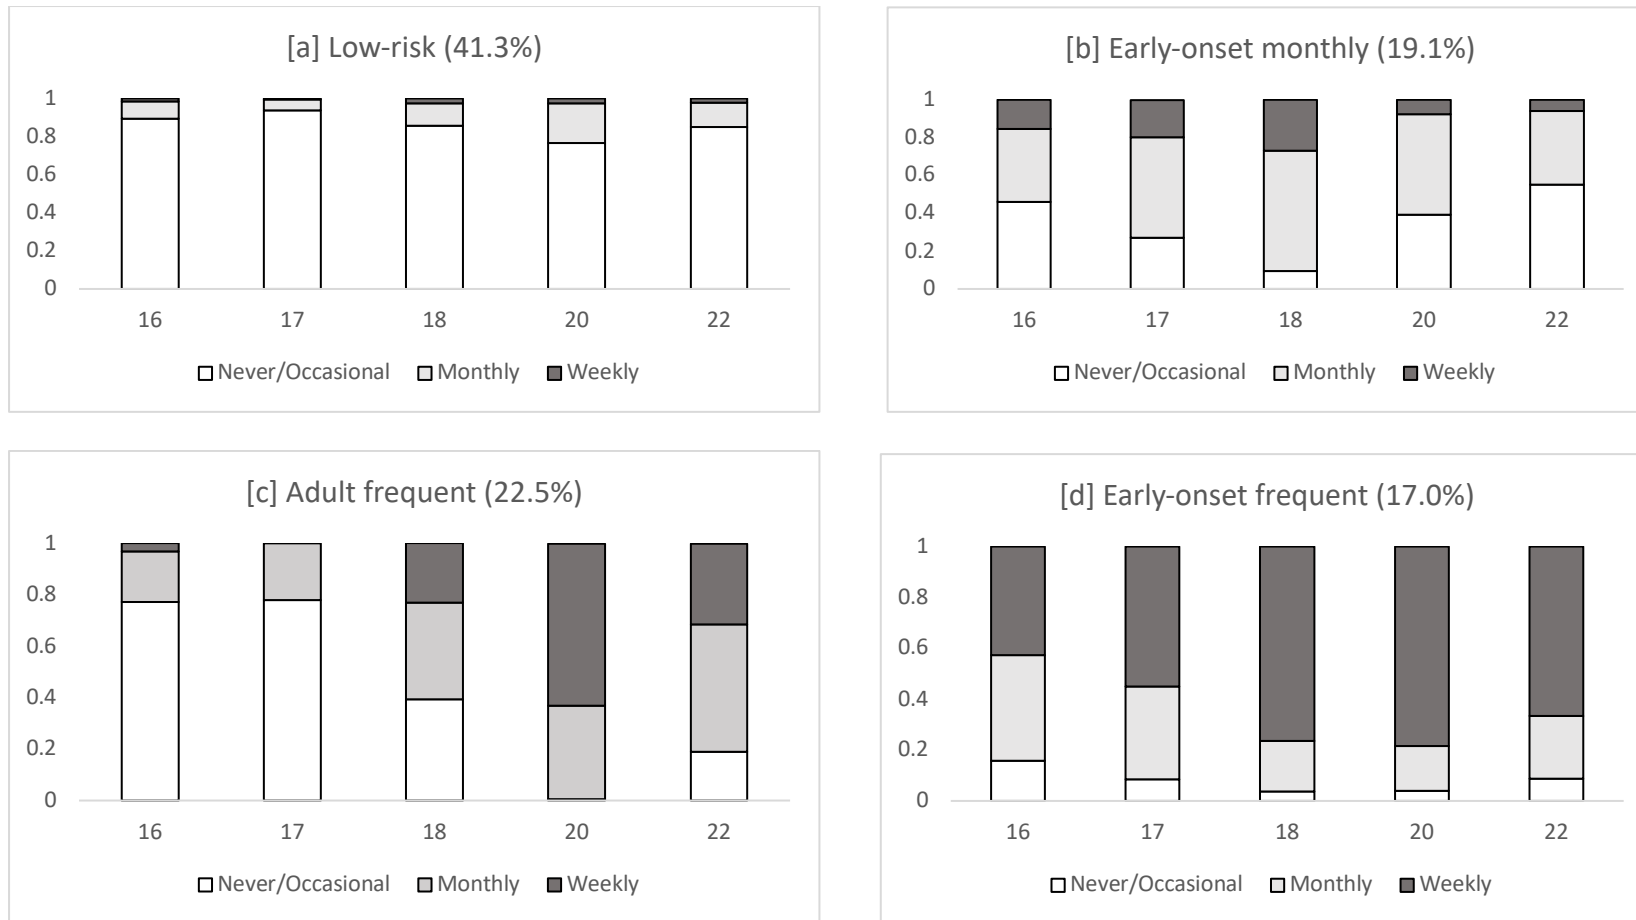 [a] Low-risk (41.3%)
1
0.8
0.6
0.4
0.2
0
16 17 18 20 22
Never/Occasional Monthly Weekly
[b] Early-onset monthly (19.1%)
1
0.8
0.6
0.4
0.2
0
16 17 18 20 22
Never/Occasional Monthly Weekly
[c] Adult frequent (22.5%)
1
0.8
0.6
0.4
0.2
0
16 17 18 20 22
Never/Occasional Monthly Weekly
[d] Early-onset frequent (17.0%)
1
0.8
0.6
0.4
0.2
0
16 17 18 20 22
Never/Occasional Monthly Weekly